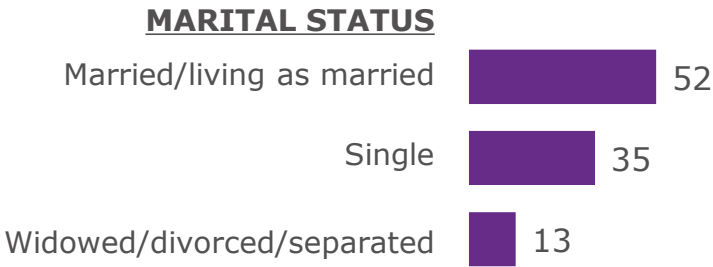 MARITAL STATUS
Married/living as married 52
Single 35
Widowed/divorced/separated 13